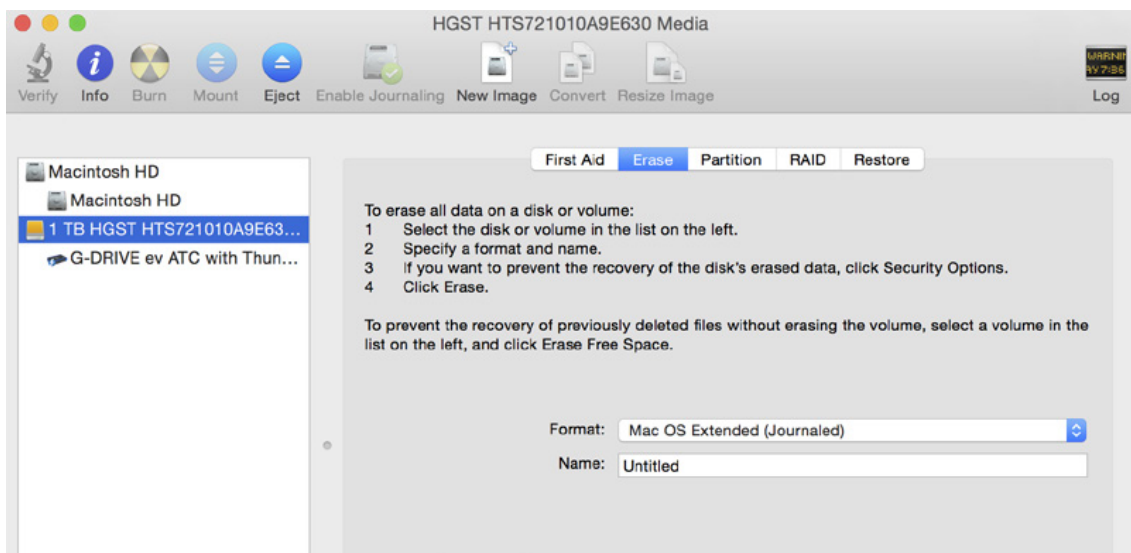 HGST HTS721010A9E630 Media
Verify Info Burn Mount Eject Enable Journaling New Image Convert Resize Image Log
Macintosh HD
Macintosh HD
1 TB HGST HTS721010A9E63...
G-DRIVE ev ATC with Thun...
First Aid Erase Partition RAID Restore
To erase all data on a disk or volume:
1 Select the disk or volume in the list on the left.
2 Specify a format and name.
3 If you want to prevent the recovery of the disk's erased data, click Security Options.
4 Click Erase.
To prevent the recovery of previously deleted files without erasing the volume, select a volume in the
list on the left, and click Erase Free Space.
Format: Mac OS Extended (Journaled)
Name: Untitled